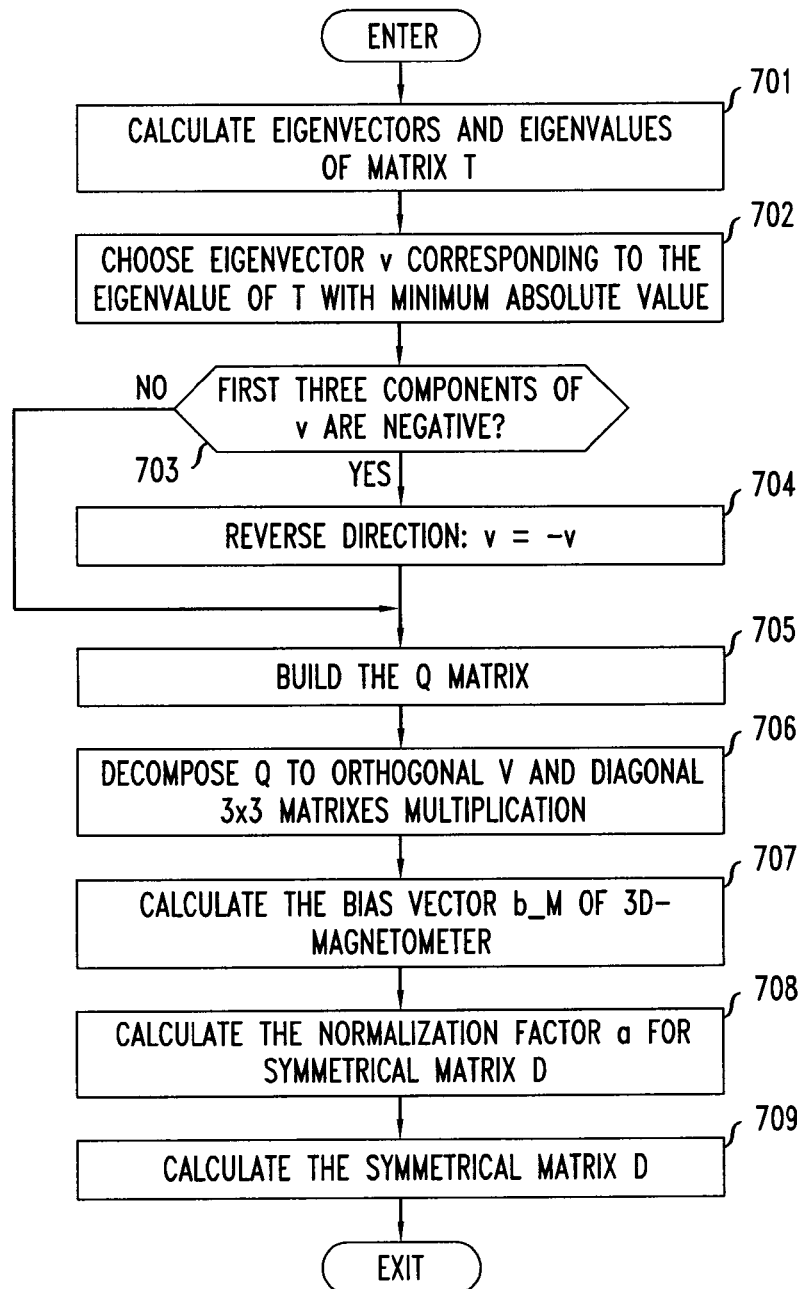 ENTER
701
CALCULATE EIGENVECTORS AND EIGENVALUES
OF MATRIX T
702
CHOOSE EIGENVECTOR v CORRESPONDING TO THE
EIGENVALUE OF T WITH MINIMUM ABSOLUTE VALUE
NO
FIRST THREE COMPONENTS OF
v ARE NEGATIVE?
703
YES
704
REVERSE DIRECTION: v = -v
705
BUILD THE Q MATRIX
706
DECOMPOSE Q TO ORTHOGONAL V AND DIAGONAL
3x3 MATRIXES MULTIPLICATION
707
CALCULATE THE BIAS VECTOR b_M OF 3D-
MAGNETOMETER
708
CALCULATE THE NORMALIZATION FACTOR a FOR
SYMMETRICAL MATRIX D
709
CALCULATE THE SYMMETRICAL MATRIX D
EXIT